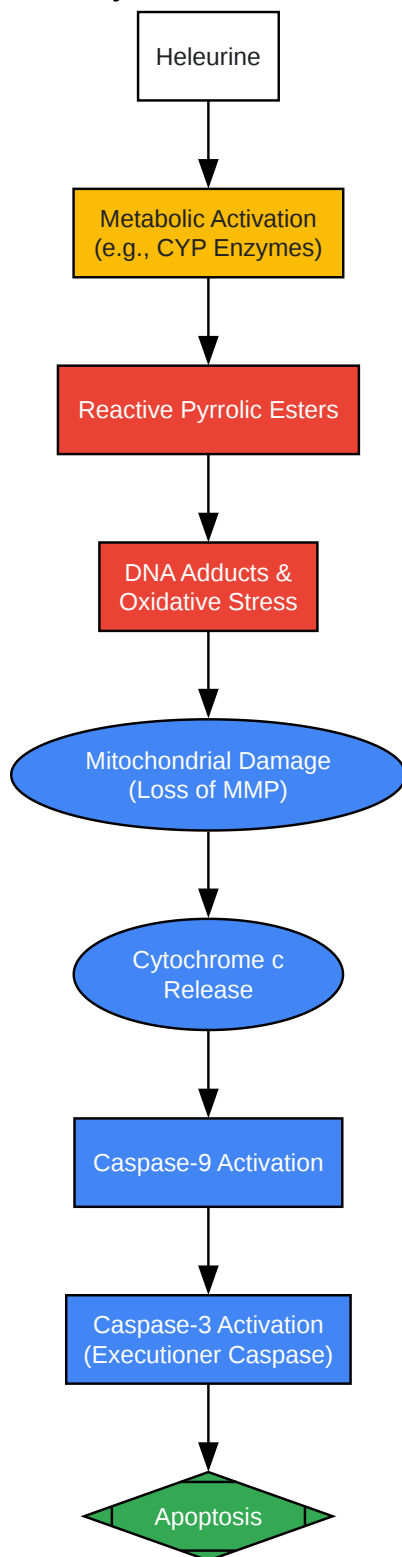 Heleurine
Metabolic Activation
(e.g., CYP Enzymes)
Reactive Pyrrolic Esters
DNA Adducts &
Oxidative Stress
Mitochondrial Damage
(Loss of MMP)
Cytochrome c
Release
Caspase-9 Activation
Caspase-3 Activation
(Executioner Caspase)
Apoptosis